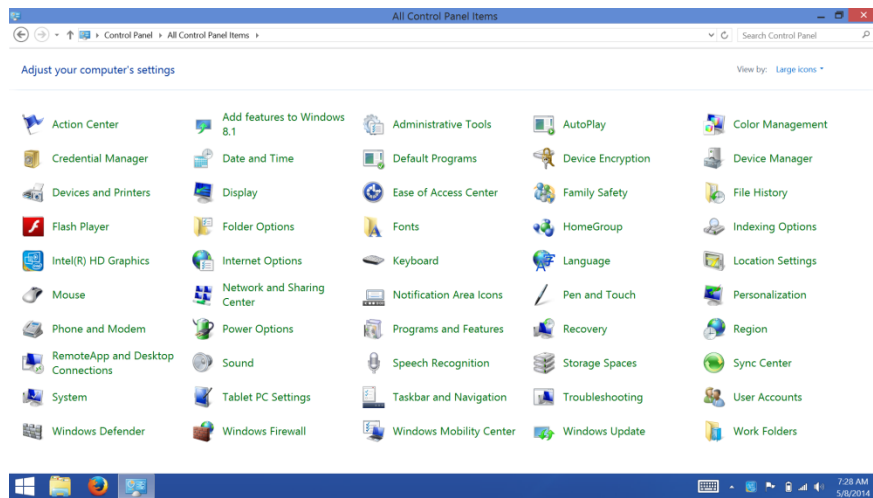 All Control Panel Items
Control Panel All Control Panel Items Search Control Panel
Adjust your computer's settings View by: Large icons
Action Center Add features to Windows 8.1 Administrative Tools AutoPlay Color Management
Credential Manager Date and Time Default Programs Device Encryption Device Manager
Devices and Printers Display Ease of Access Center Family Safety File History
Flash Player Folder Options Fonts HomeGroup Indexing Options
Intel(R) HD Graphics Internet Options Keyboard Language Location Settings
Mouse Network and Sharing Center Notification Area Icons Pen and Touch Personalization
Phone and Modem Power Options Programs and Features Recovery Region
RemoteApp and Desktop Connections Sound Speech Recognition Storage Spaces Sync Center
System Tablet PC Settings Taskbar and Navigation Troubleshooting User Accounts
Windows Defender Windows Firewall Windows Mobility Center Windows Update Work Folders
7:28 AM
5/8/2014